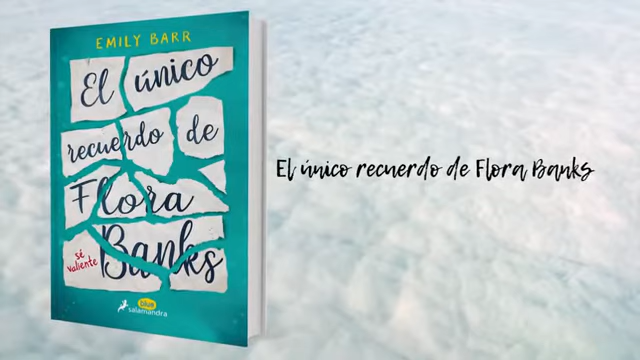 EMILY BARR
El único
recuerdo de
Flora
sé
valiente
Banks
blue
salamandra
El único recuerdo de Flora Banks